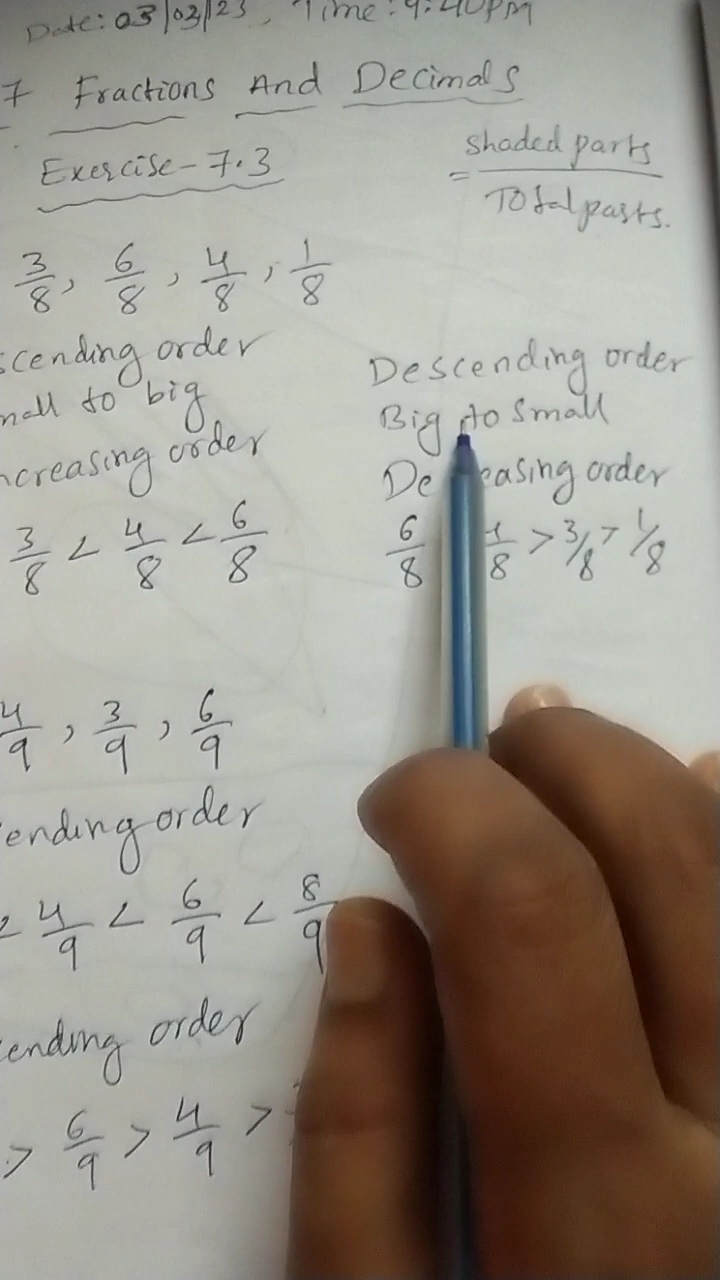 Date: 03/03/23, Time: 9:40PM
7 Fractions And Decimals
Exercise-7.3
= shaded parts / Total parts.
3/8, 6/8, 4/8, 1/8
scending order
mall to big
ncreasing order
3/8 < 4/8 < 6/8
Descending order
Big to Small
De easing order
6/8 4/8 > 3/8 > 1/8
4/9, 3/9, 6/9
ending order
< 4/9 < 6/9 < 8/9
cending order
> 6/9 > 4/9 >